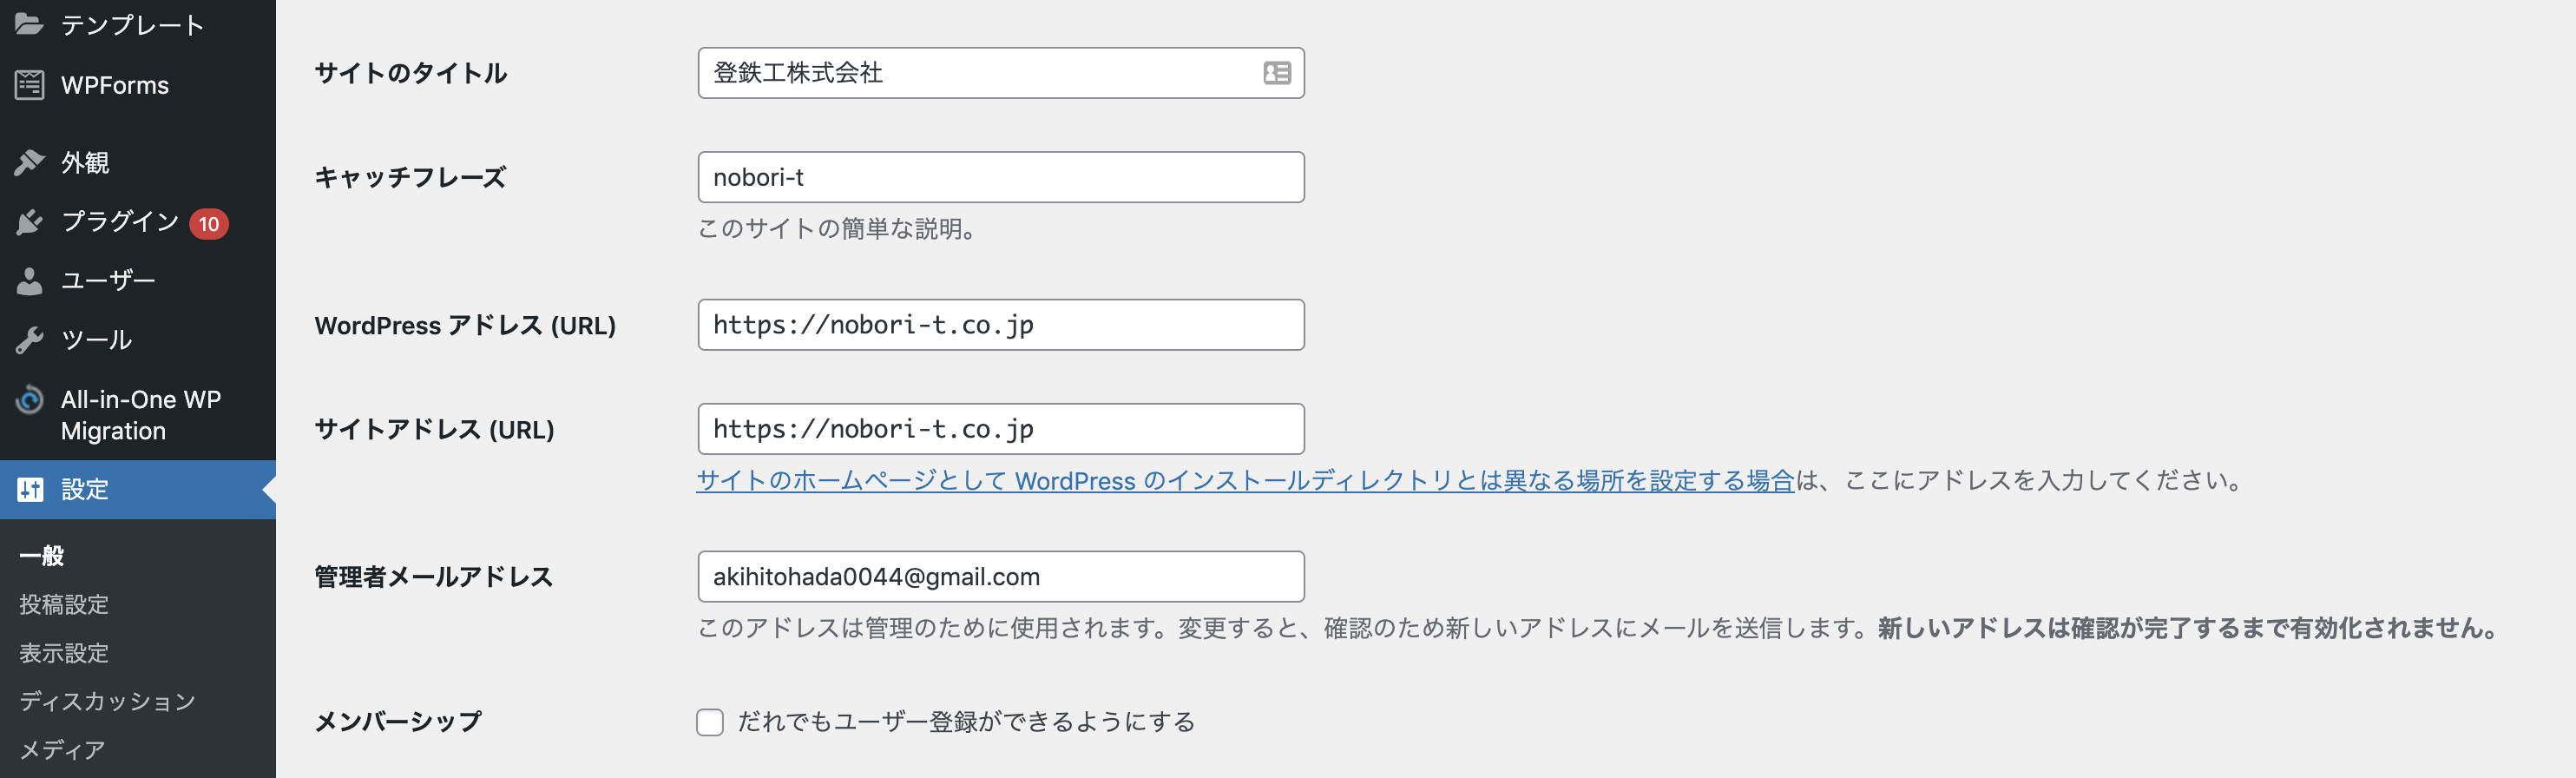 テンプレート
WPForms
外観
プラグイン 10
ユーザー
ツール
All-in-One WP
Migration
設定
一般
投稿設定
表示設定
ディスカッション
メディア
サイトのタイトル
登鉄工株式会社
キャッチフレーズ
nobori-t
このサイトの簡単な説明。
WordPress アドレス (URL)
https://nobori-t.co.jp
サイトアドレス (URL)
https://nobori-t.co.jp
サイトのホームページとして WordPress のインストールディレクトリとは異なる場所を設定する場合は、ここにアドレスを入力してください。
管理者メールアドレス
akihitohada0044@gmail.com
このアドレスは管理のために使用されます。変更すると、確認のため新しいアドレスにメールを送信します。新しいアドレスは確認が完了するまで有効化されません。
メンバーシップ
だれでもユーザー登録ができるようにする